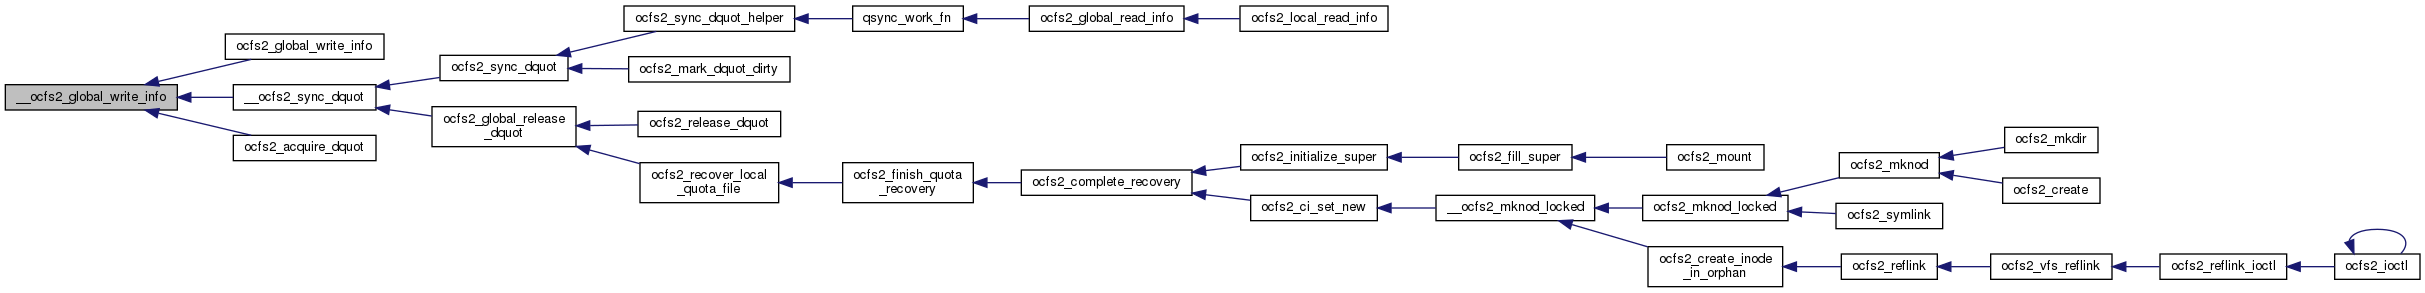 __ocfs2_global_write_info
ocfs2_global_write_info
__ocfs2_sync_dquot
ocfs2_acquire_dquot
ocfs2_sync_dquot
ocfs2_global_release
_dquot
ocfs2_sync_dquot_helper
ocfs2_mark_dquot_dirty
ocfs2_release_dquot
ocfs2_recover_local
_quota_file
qsync_work_fn
ocfs2_global_read_info
ocfs2_local_read_info
ocfs2_finish_quota
_recovery
ocfs2_complete_recovery
ocfs2_initialize_super
ocfs2_fill_super
ocfs2_mount
ocfs2_ci_set_new
__ocfs2_mknod_locked
ocfs2_mknod_locked
ocfs2_create_inode
_in_orphan
ocfs2_mknod
ocfs2_symlink
ocfs2_mkdir
ocfs2_create
ocfs2_reflink
ocfs2_vfs_reflink
ocfs2_reflink_ioctl
ocfs2_ioctl